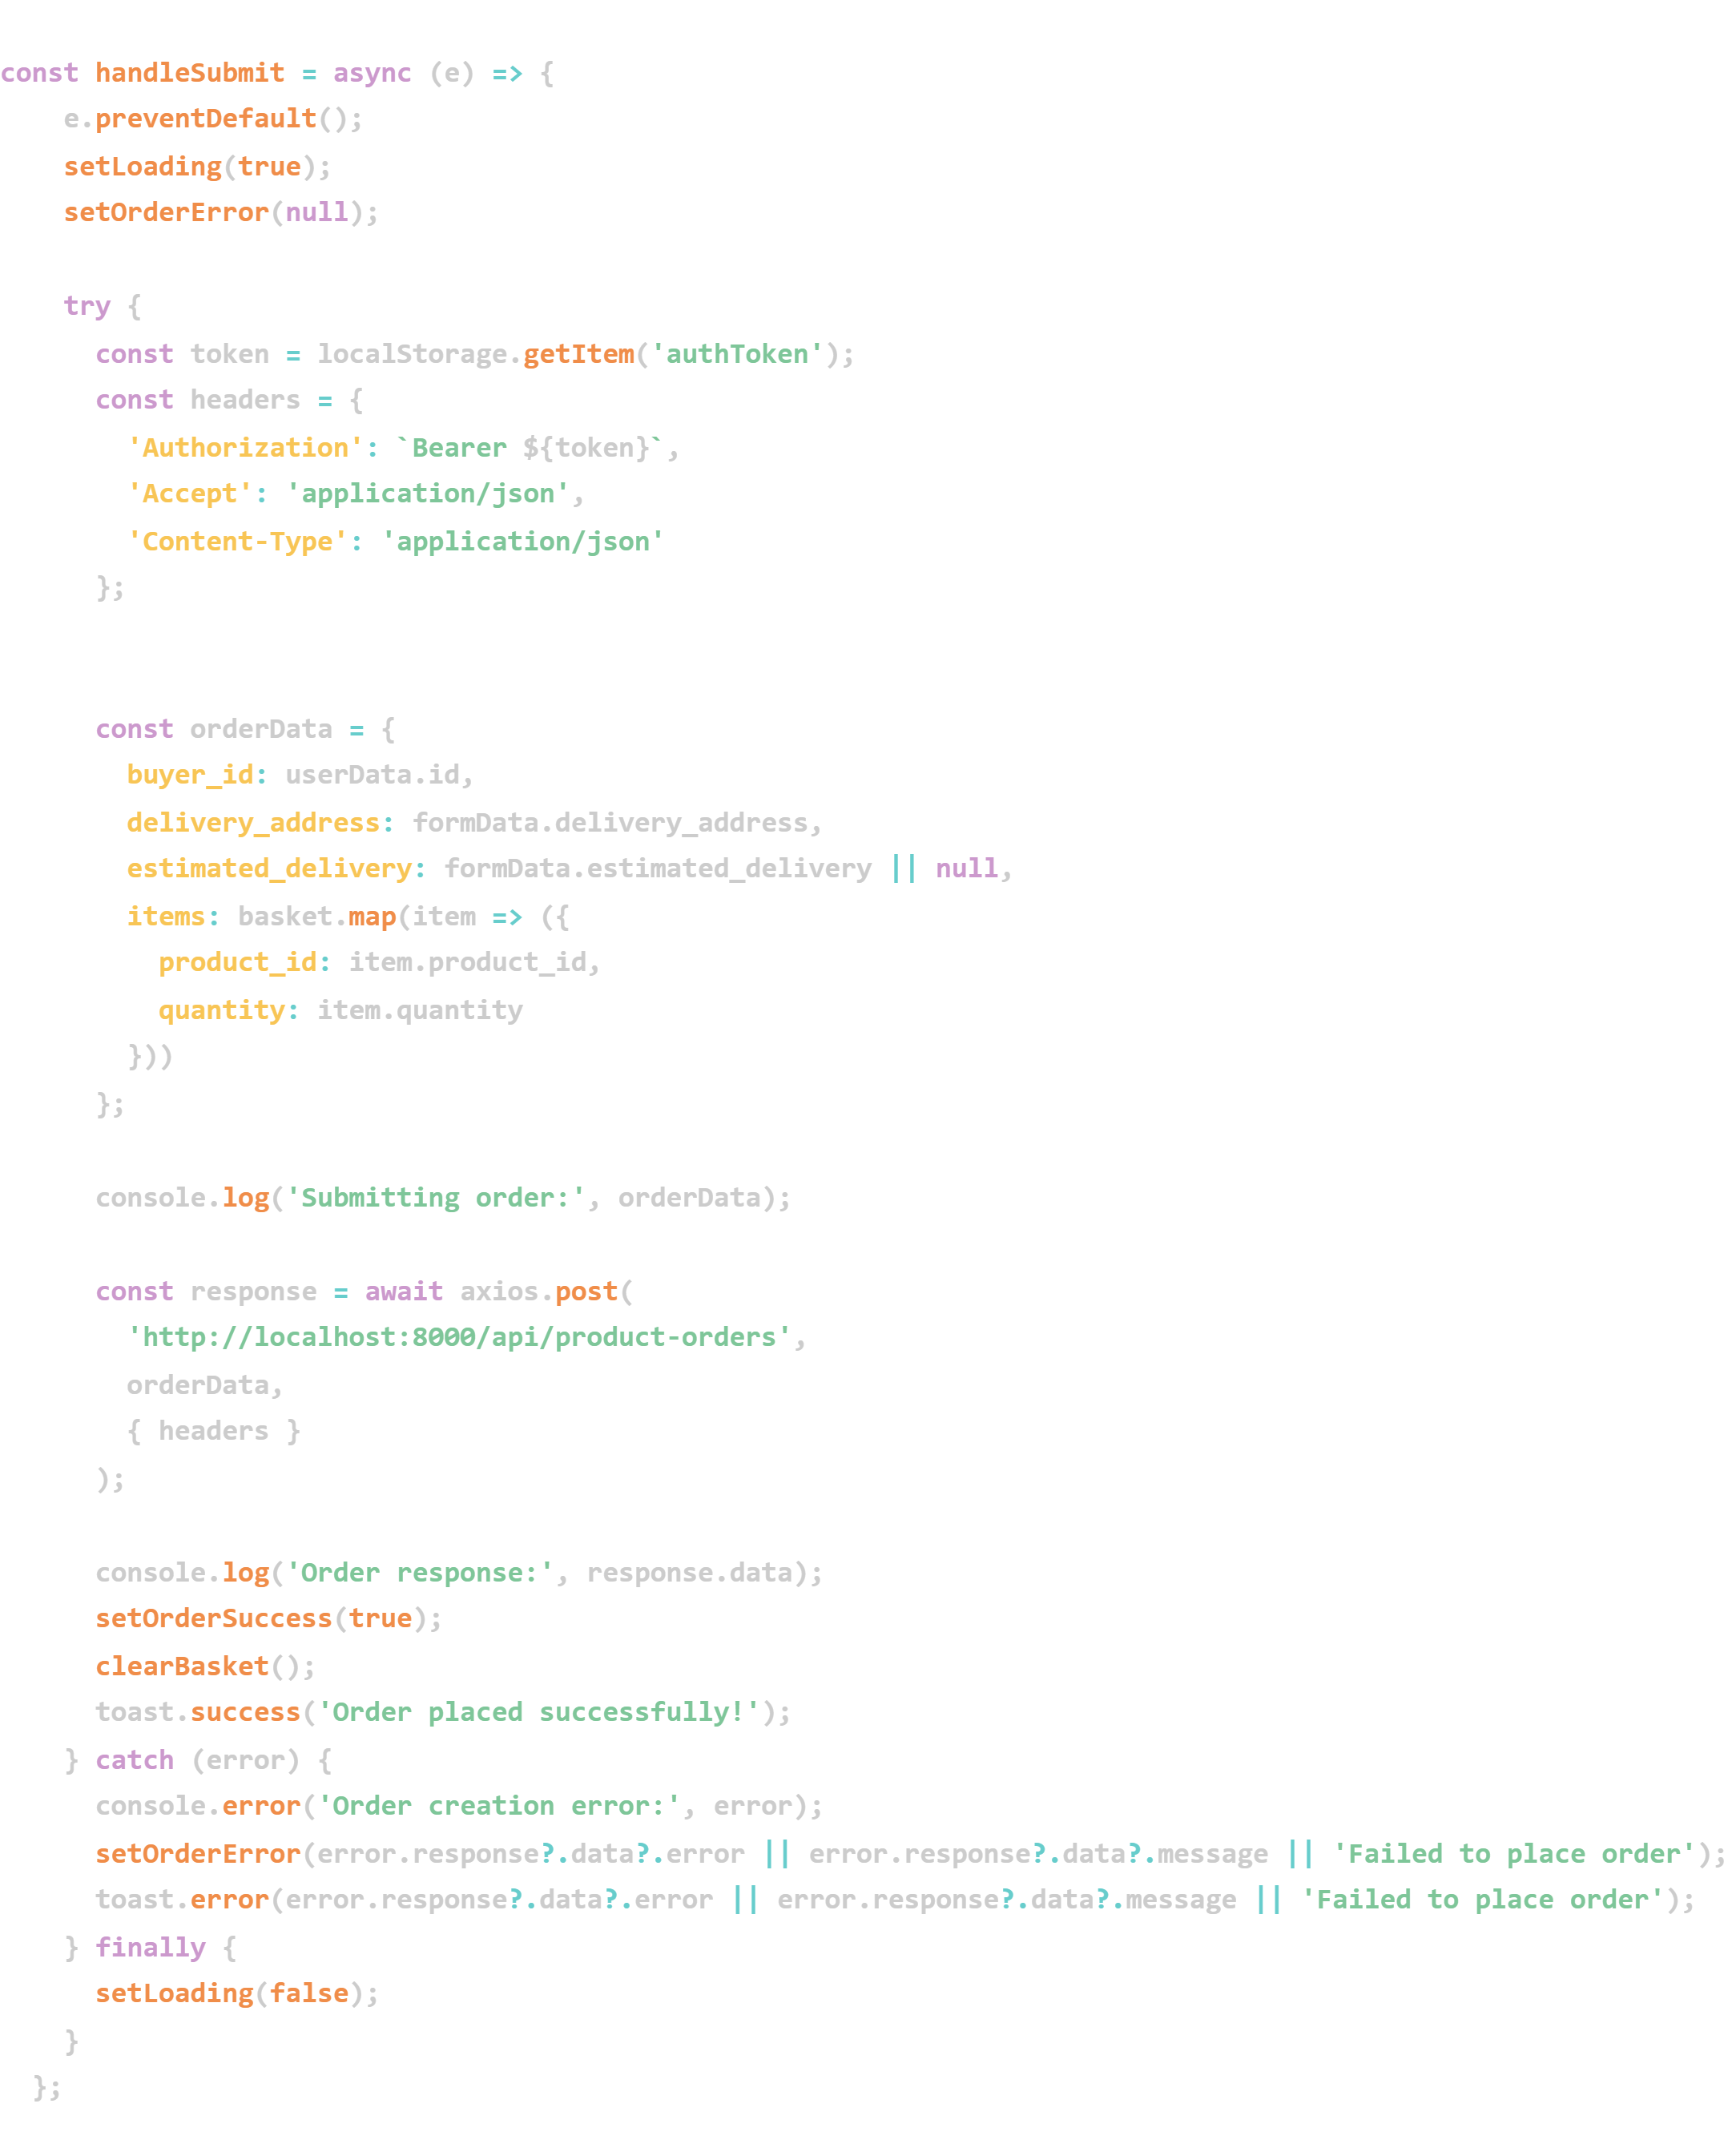 const handleSubmit = async (e) => {
    e.preventDefault();
    setLoading(true);
    setOrderError(null);

    try {
      const token = localStorage.getItem('authToken');
      const headers = {
        'Authorization': `Bearer ${token}`,
        'Accept': 'application/json',
        'Content-Type': 'application/json'
      };

      const orderData = {
        buyer_id: userData.id,
        delivery_address: formData.delivery_address,
        estimated_delivery: formData.estimated_delivery || null,
        items: basket.map(item => ({
          product_id: item.product_id,
          quantity: item.quantity
        }))
      };

      console.log('Submitting order:', orderData);

      const response = await axios.post(
        'http://localhost:8000/api/product-orders',
        orderData,
        { headers }
      );

      console.log('Order response:', response.data);
      setOrderSuccess(true);
      clearBasket();
      toast.success('Order placed successfully!');
    } catch (error) {
      console.error('Order creation error:', error);
      setOrderError(error.response?.data?.error || error.response?.data?.message || 'Failed to place order');
      toast.error(error.response?.data?.error || error.response?.data?.message || 'Failed to place order');
    } finally {
      setLoading(false);
    }
  };